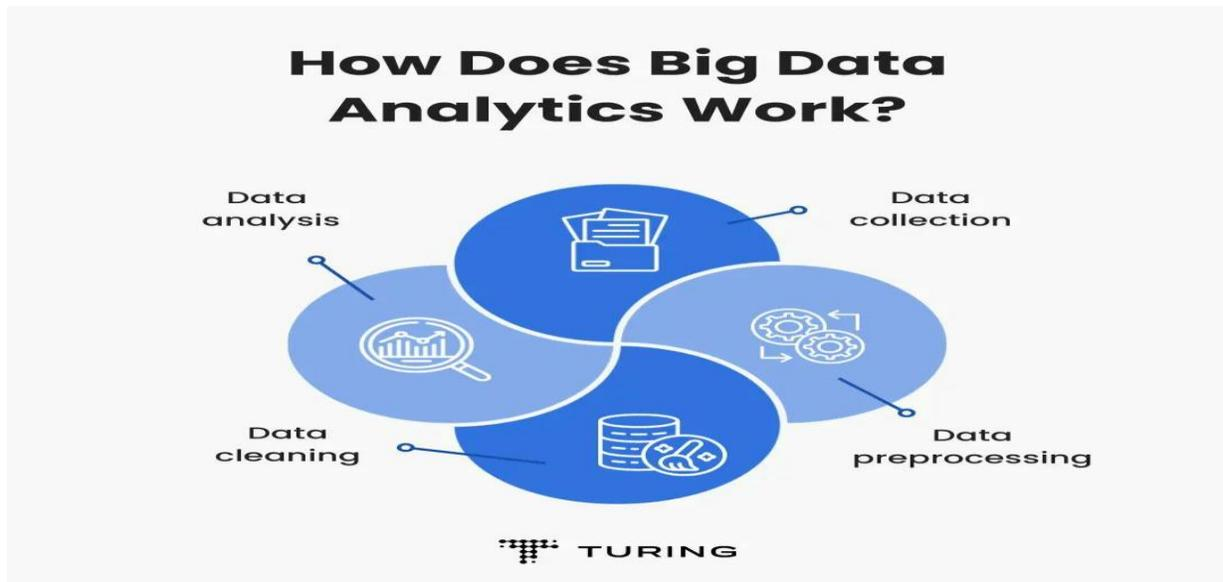 How Does Big Data
Analytics Work?
Data
analysis
Data
collection
Data
cleaning
Data
preprocessing
TURING